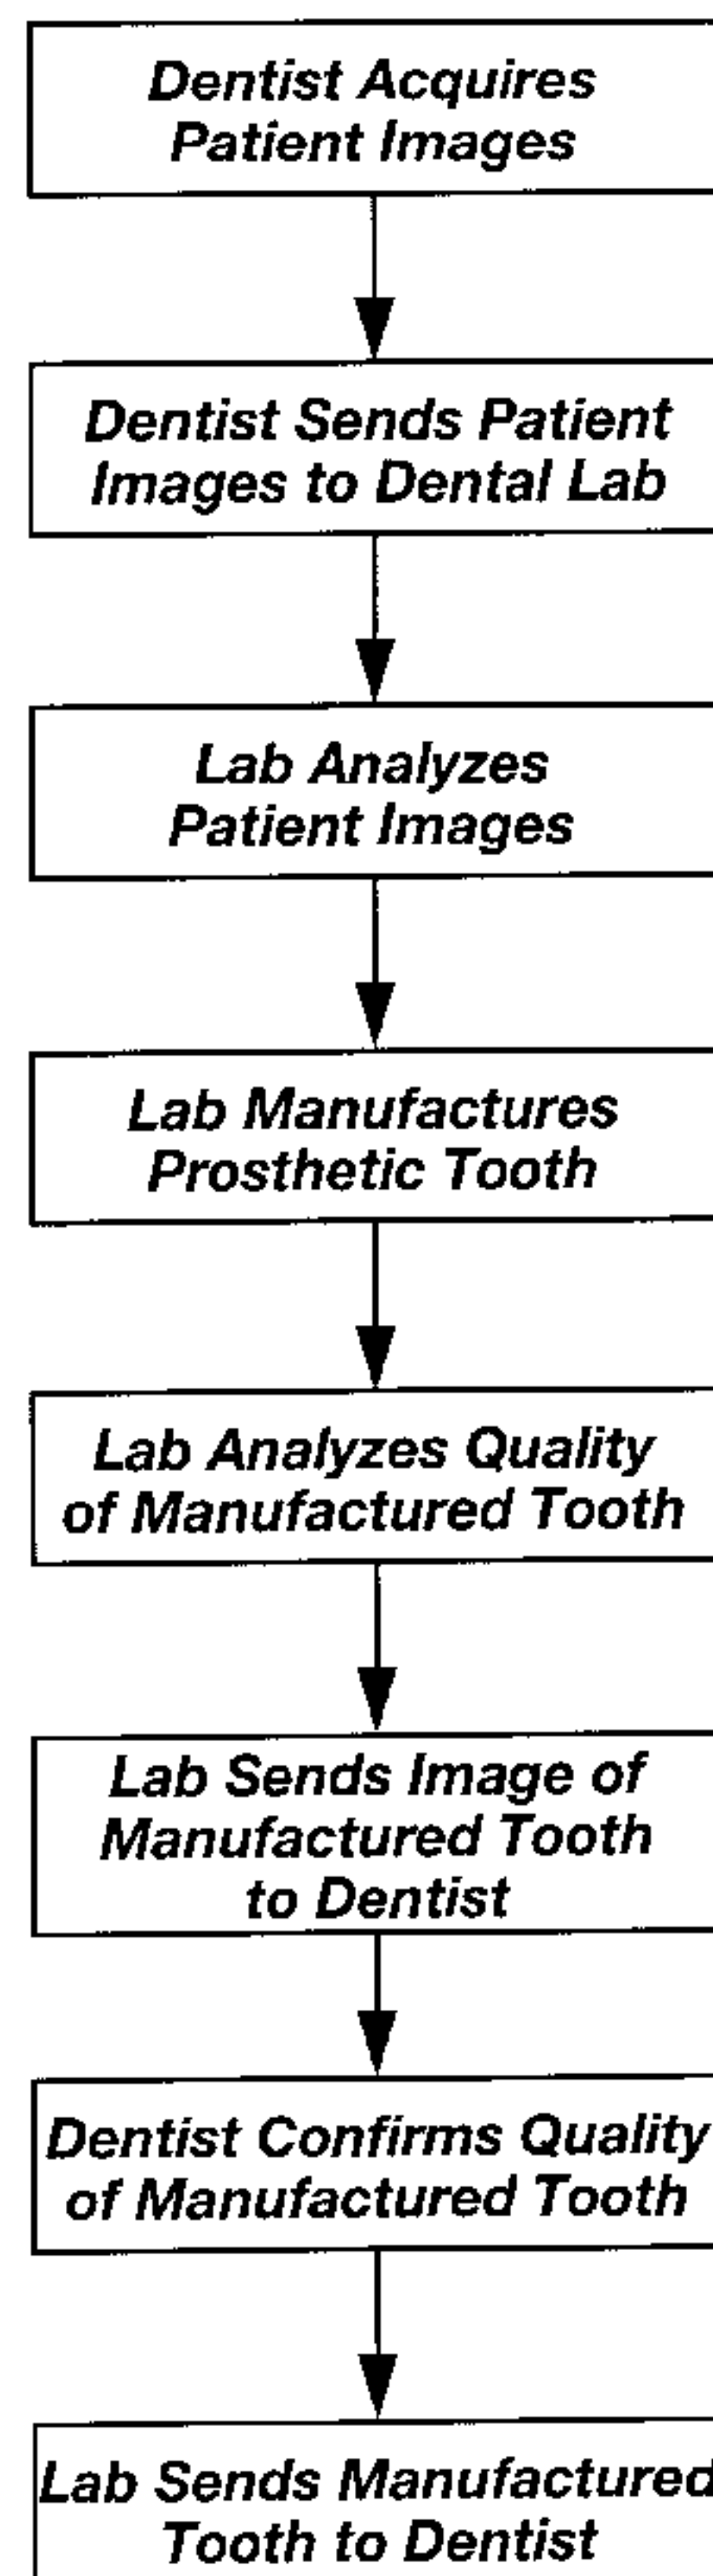 Dentist Acquires
Patient Images
Dentist Sends Patient
Images to Dental Lab
Lab Analyzes
Patient Images
Lab Manufactures
Prosthetic Tooth
Lab Analyzes Quality
of Manufactured Tooth
Lab Sends Image of
Manufactured Tooth
to Dentist
Dentist Confirms Quality
of Manufactured Tooth
Lab Sends Manufactured
Tooth to Dentist